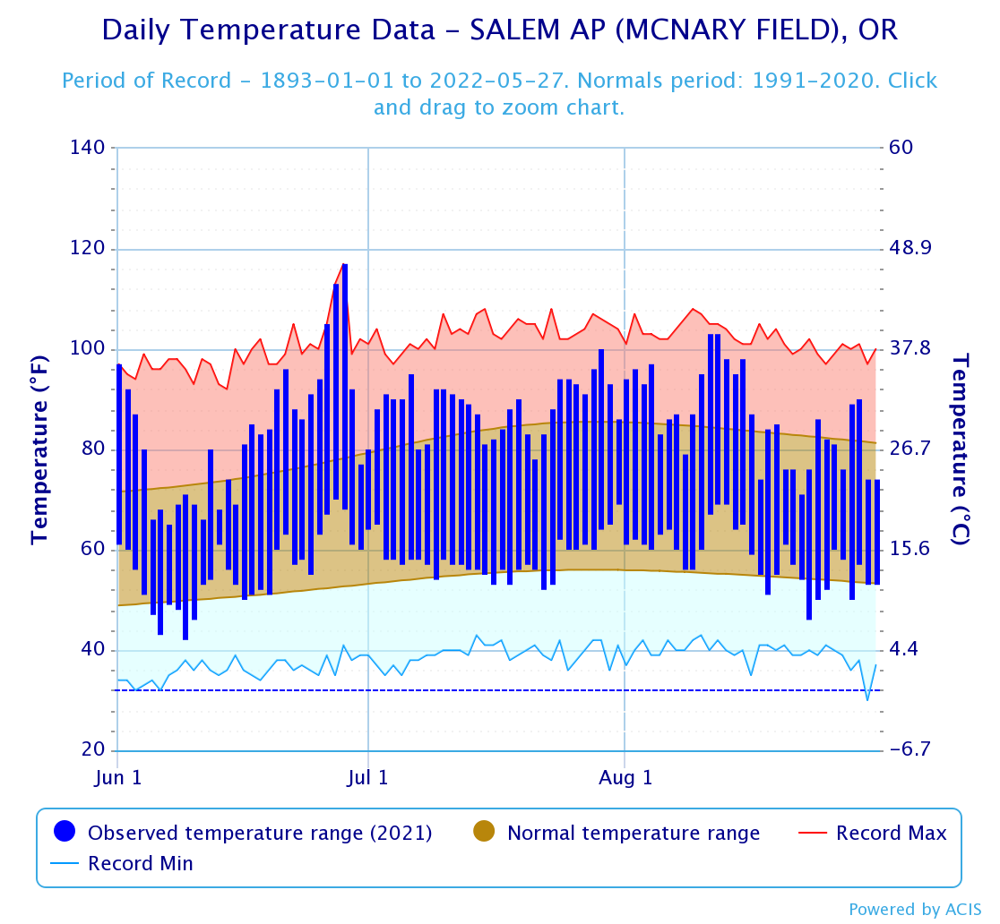 Daily Temperature Data – SALEM AP (MCNARY FIELD), OR
Period of Record – 1893–01–01 to 2022–05–27. Normals period: 1991–2020. Click
and drag to zoom chart.
140
120
100
80
60
40
20
Temperature (°F)
60
48.9
37.8
26.7
15.6
4.4
–6.7
Temperature (°C)
Jun 1
Jul 1
Aug 1
Observed temperature range (2021)
Normal temperature range
Record Max
Record Min
Powered by ACIS